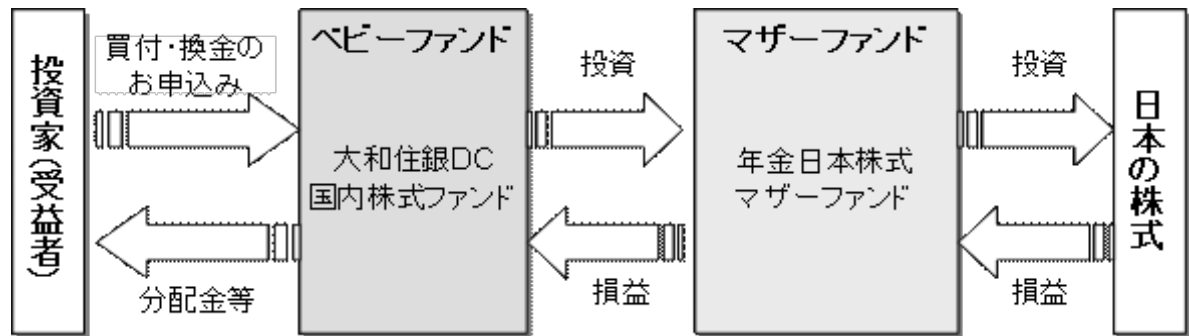 投資家(受益者)
買付・換金の
お申込み
分配金等
ベビーファンド
大和住銀DC
国内株式ファンド
投資
損益
マザーファンド
年金日本株式
マザーファンド
投資
損益
日本の株式